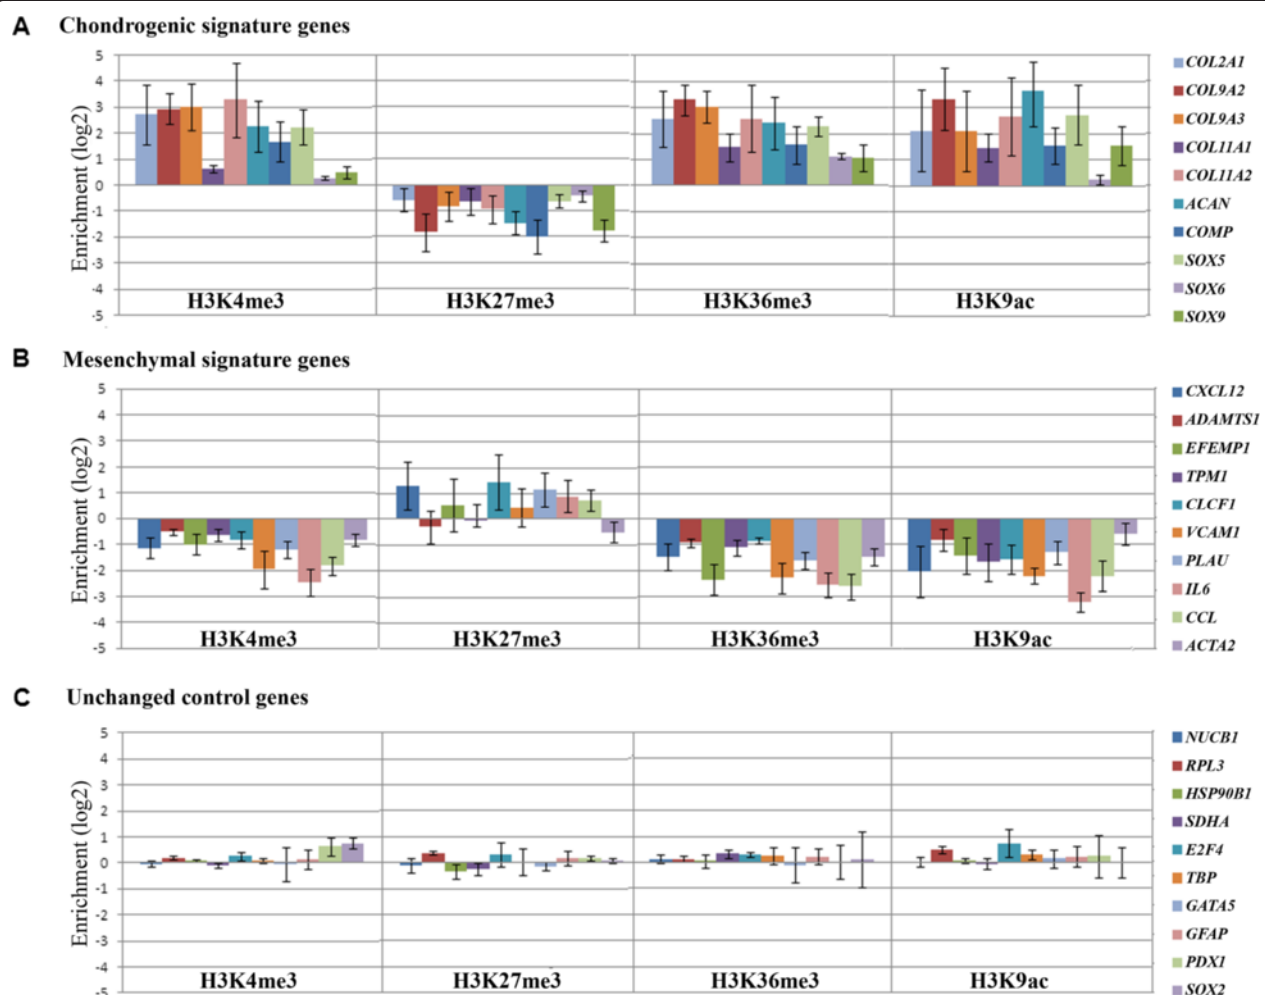 A Chondrogenic signature genes
Enrichment (log2)
5
4
3
2
1
0
-1
-2
-3
-4
-5
H3K4me3 H3K27me3 H3K36me3 H3K9ac
COL2A1
COL9A2
COL9A3
COL11A1
COL11A2
ACAN
COMP
SOX5
SOX6
SOX9
B Mesenchymal signature genes
Enrichment (log2)
5
4
3
2
1
0
-1
-2
-3
-4
-5
H3K4me3 H3K27me3 H3K36me3 H3K9ac
CXCL12
ADAMTS1
EFEMP1
TPM1
CLCF1
VCAM1
PLAU
IL6
CCL
ACTA2
C Unchanged control genes
Enrichment (log2)
5
4
3
2
1
0
-1
-2
-3
-4
-5
H3K4me3 H3K27me3 H3K36me3 H3K9ac
NUCB1
RPL3
HSP90B1
SDHA
E2F4
TBP
GATA5
GFAP
PDX1
SOX2